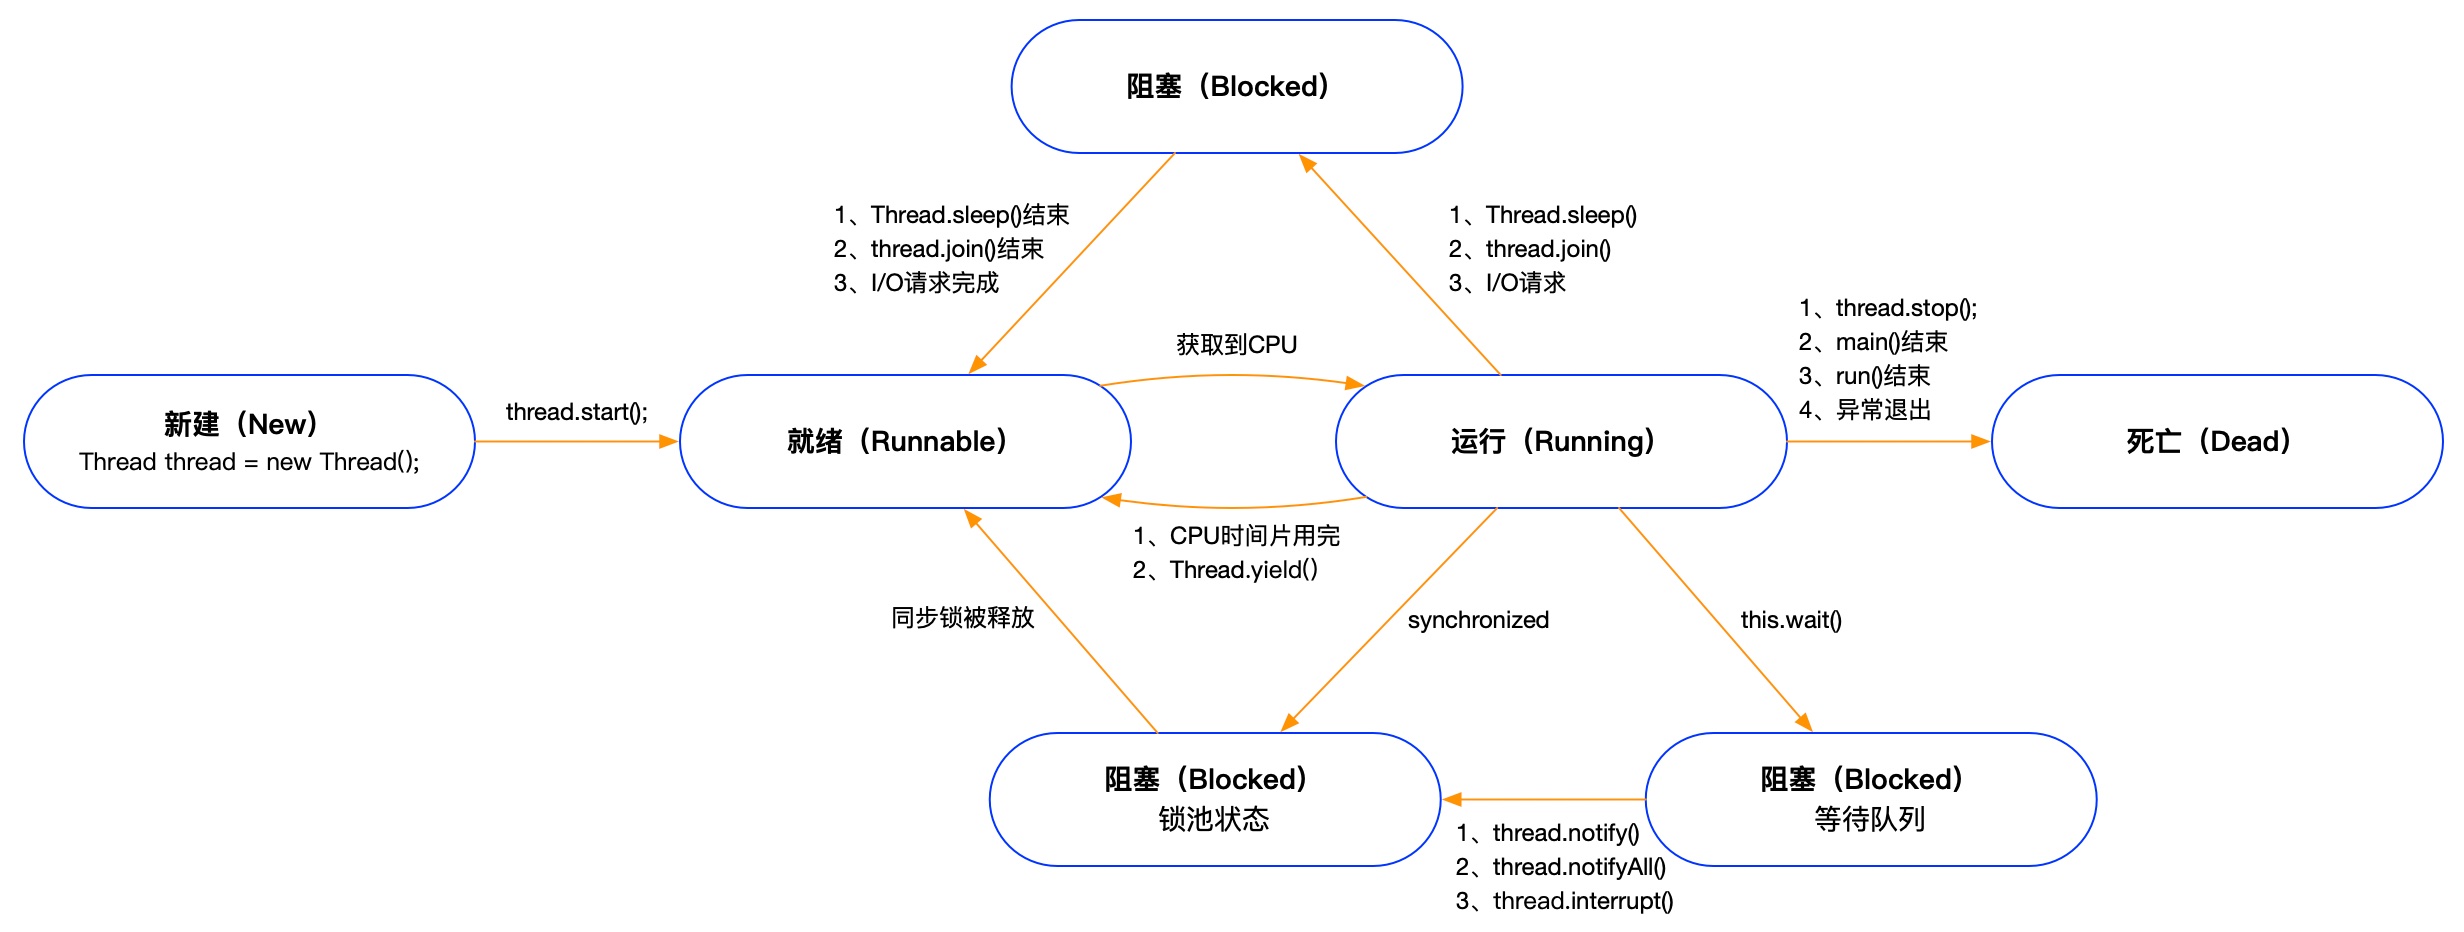 阻塞（Blocked）
1、Thread.sleep()结束
2、thread.join()结束
3、I/O请求完成
1、Thread.sleep()
2、thread.join()
3、I/O请求
获取到CPU
1、thread.stop();
2、main()结束
3、run()结束
4、异常退出
新建（New）
Thread thread = new Thread();
thread.start();
就绪（Runnable）
运行（Running）
死亡（Dead）
1、CPU时间片用完
2、Thread.yield()
同步锁被释放
synchronized
this.wait()
阻塞（Blocked）
锁池状态
阻塞（Blocked）
等待队列
1、thread.notify()
2、thread.notifyAll()
3、thread.interrupt()